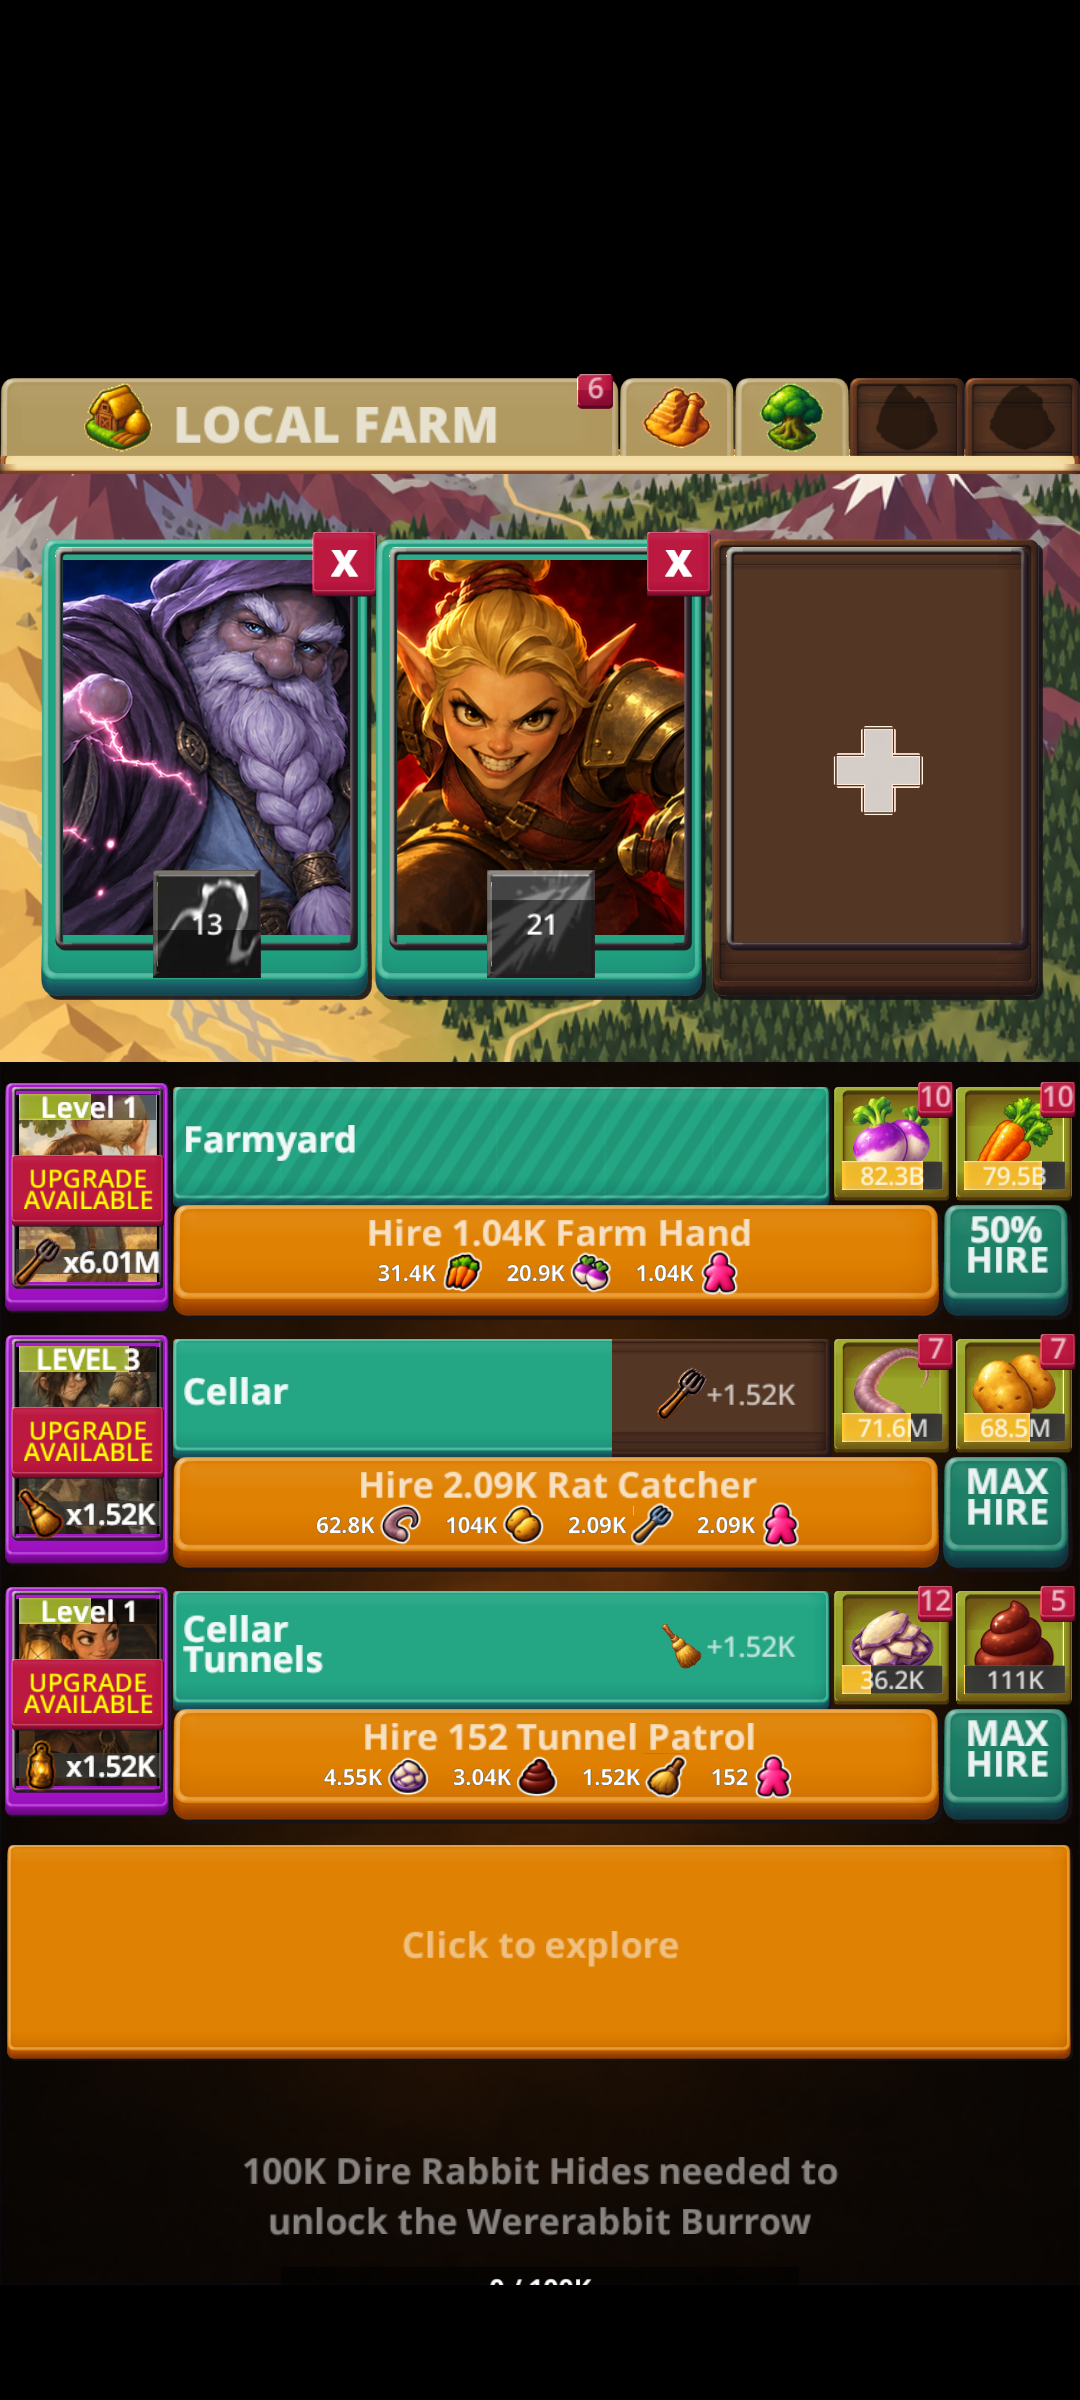 6
LOCAL FARM
X
X
13
21
Level 1
UPGRADE
AVAILABLE
x6.01M
Farmyard
10
82.3B
10
79.5B
Hire 1.04K Farm Hand
31.4K 20.9K 1.04K
50%
HIRE
LEVEL 3
UPGRADE
AVAILABLE
x1.52K
Cellar
+1.52K
7
71.6M
7
68.5M
Hire 2.09K Rat Catcher
62.8K 104K 2.09K 2.09K
MAX
HIRE
Level 1
UPGRADE
AVAILABLE
x1.52K
Cellar
Tunnels
+1.52K
12
36.2K
5
111K
Hire 152 Tunnel Patrol
4.55K 3.04K 1.52K 152
MAX
HIRE
Click to explore
100K Dire Rabbit Hides needed to
unlock the Wererabbit Burrow
0 / 100K